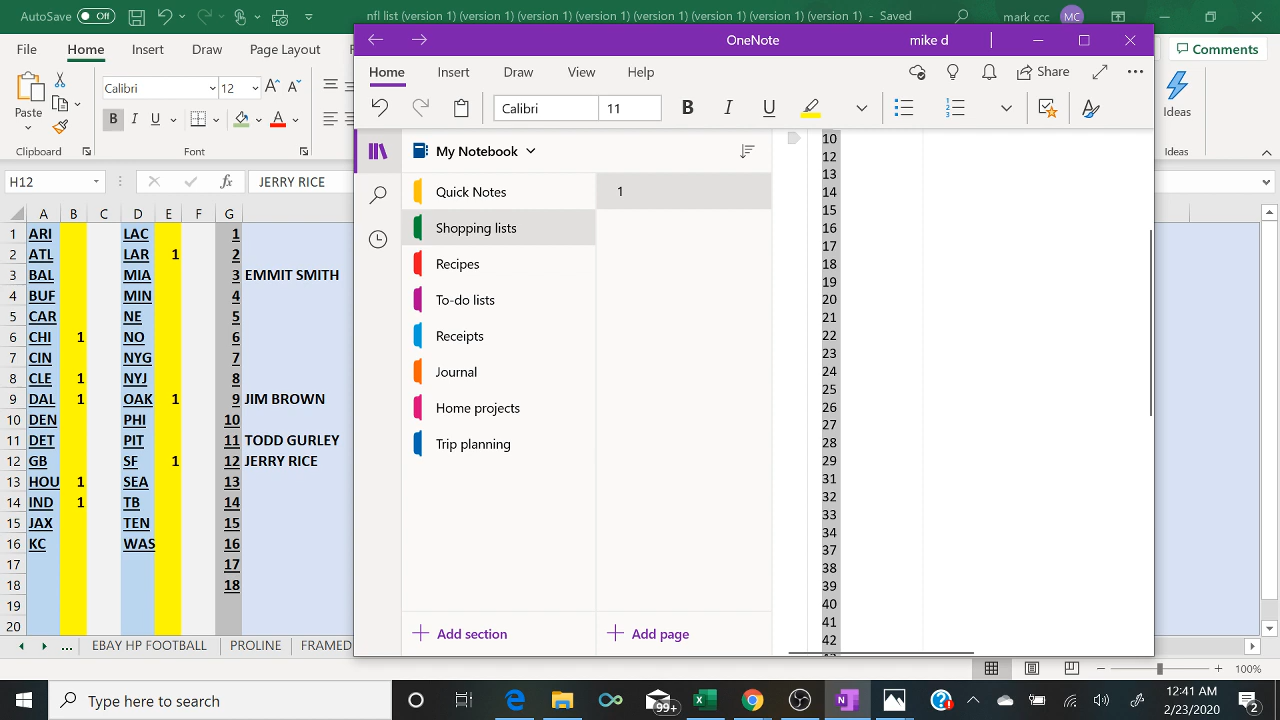 AutoSave Off nfl list (version 1) (version 1) (version 1) (version 1) (version 1) (version 1) - Saved mark ccc MC
File Home Insert Draw Page Layout Comments
Calibri 12
Paste B I U A Ideas
Clipboard Font Ideas
H12 fx JERRY RICE
A B C D E F G
1 ARI LAC 1
2 ATL LAR 1 2
3 BAL MIA 3 EMMIT SMITH
4 BUF MIN 4
5 CAR NE 5
6 CHI 1 NO 6
7 CIN NYG 7
8 CLE 1 NYJ 8
9 DAL 1 OAK 1 9 JIM BROWN
10 DEN PHI 10
11 DET PIT 11 TODD GURLEY
12 GB SF 1 12 JERRY RICE
13 HOU 1 SEA 13
14 IND 1 TB 14
15 JAX TEN 15
16 KC WAS 16
17 17
18 18
19
20
... EBAY HP FOOTBALL PROLINE FRAMED
100%
OneNote mike d
Home Insert Draw View Help Share
Calibri 11 B I U
My Notebook
Quick Notes
Shopping lists
Recipes
To-do lists
Receipts
Journal
Home projects
Trip planning
Add section
1
Add page
10
12
13
14
15
16
17
18
19
20
21
22
23
24
25
26
27
28
29
31
32
33
34
37
38
39
40
41
42
Type here to search 99+ 12:41 AM
2/23/2020 2